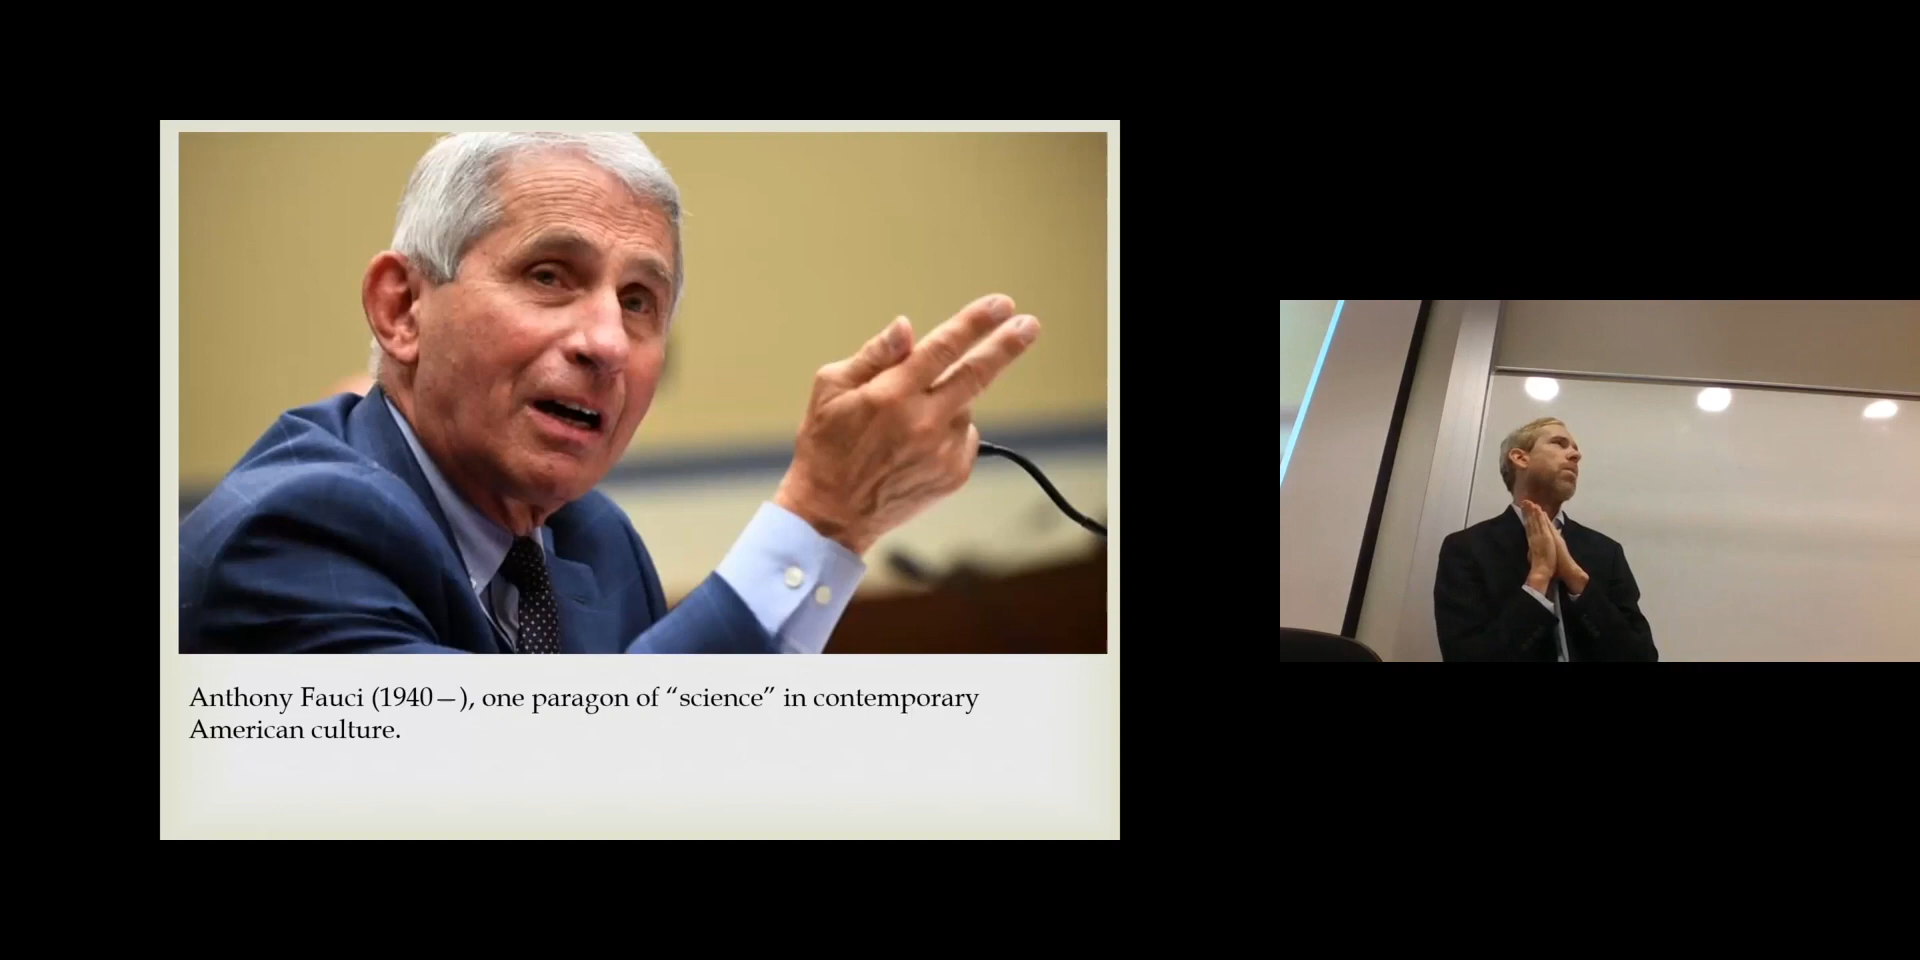 Anthony Fauci (1940—), one paragon of “science” in contemporary
American culture.